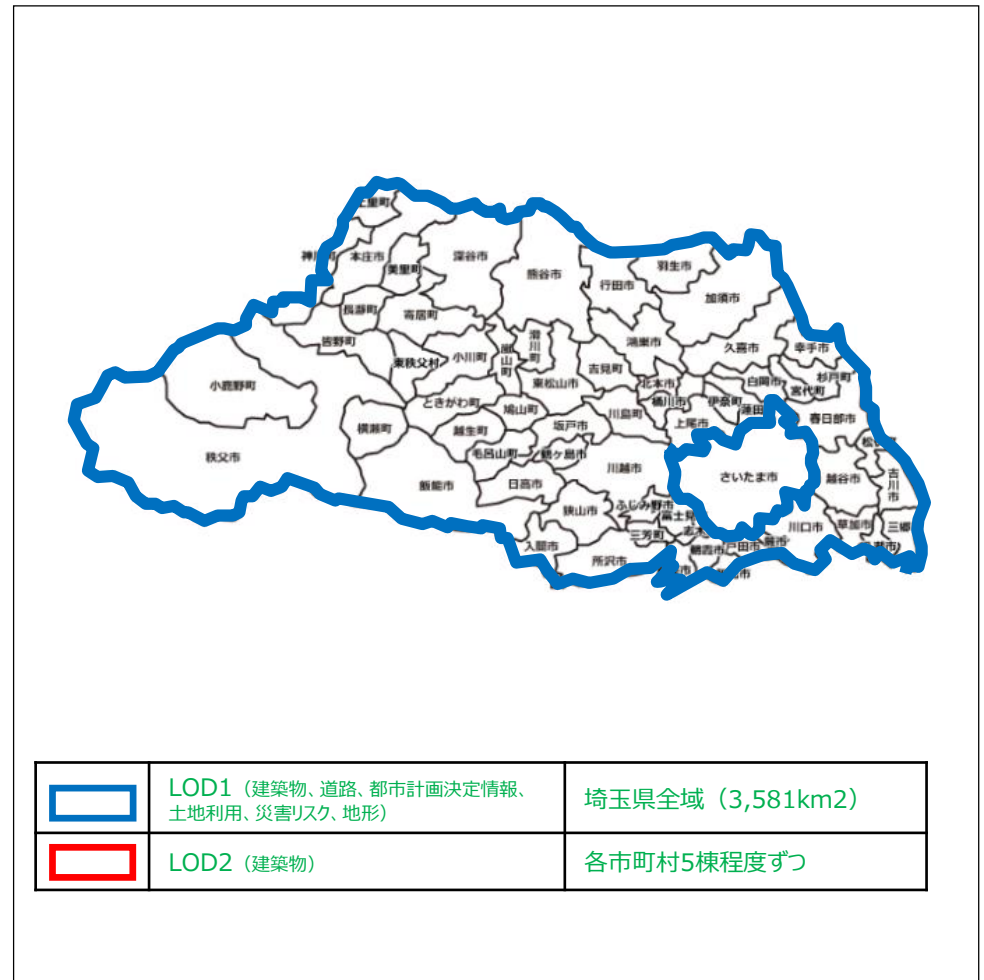 上里町
神川町
本庄市
美里町
深谷市
熊谷市
行田市
羽生市
加須市
長瀞町
寄居町
皆野町
東秩父村
小川町
嵐山町
滑川町
東松山市
吉見町
鴻巣市
久喜市
幸手市
小鹿野町
ときがわ町
鳩山町
北本市
桶川市
伊奈町
白岡市
宮代町
杉戸町
蓮田
横瀬町
越生町
坂戸市
川島町
上尾市
春日部市
秩父市
毛呂山町
鶴ヶ島市
川越市
さいたま市
越谷市
吉川市
飯能市
日高市
狭山市
ふじみ野市
富士見
三芳町
志木
川口市
草加市
三郷
入間市
所沢市
朝霞市
戸田市
蕨市
LOD1（建築物、道路、都市計画決定情報、
土地利用、災害リスク、地形）
埼玉県全域（3,581km2）
LOD2（建築物）
各市町村5棟程度ずつ